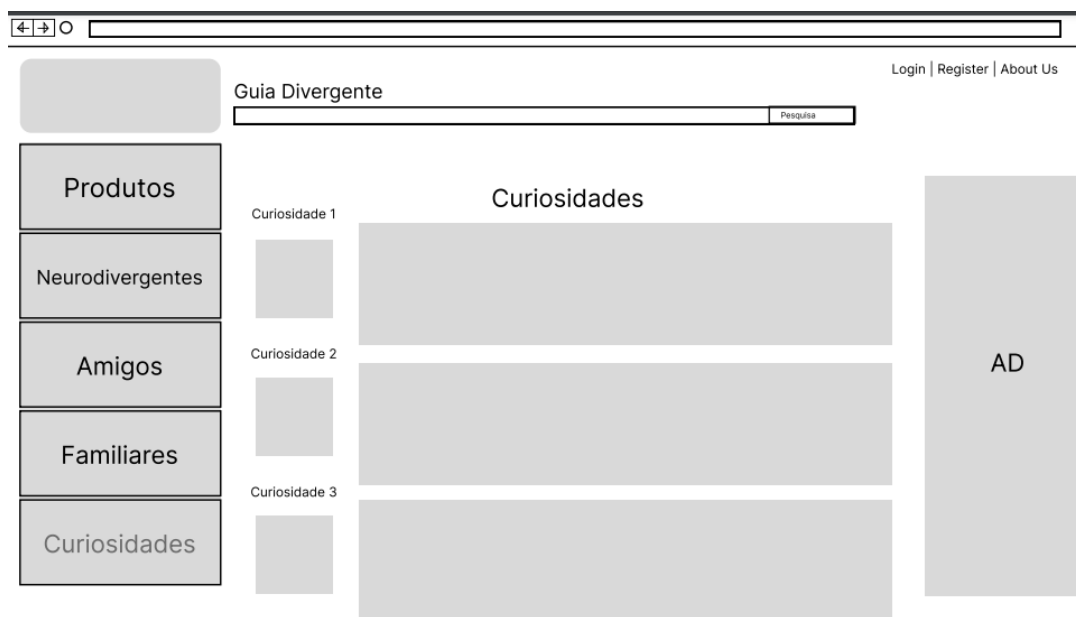 Login | Register | About Us
Guia Divergente
Pesquisa
Produtos
Neurodivergentes
Amigos
Familiares
Curiosidades
Curiosidades
Curiosidade 1
Curiosidade 2
Curiosidade 3
AD